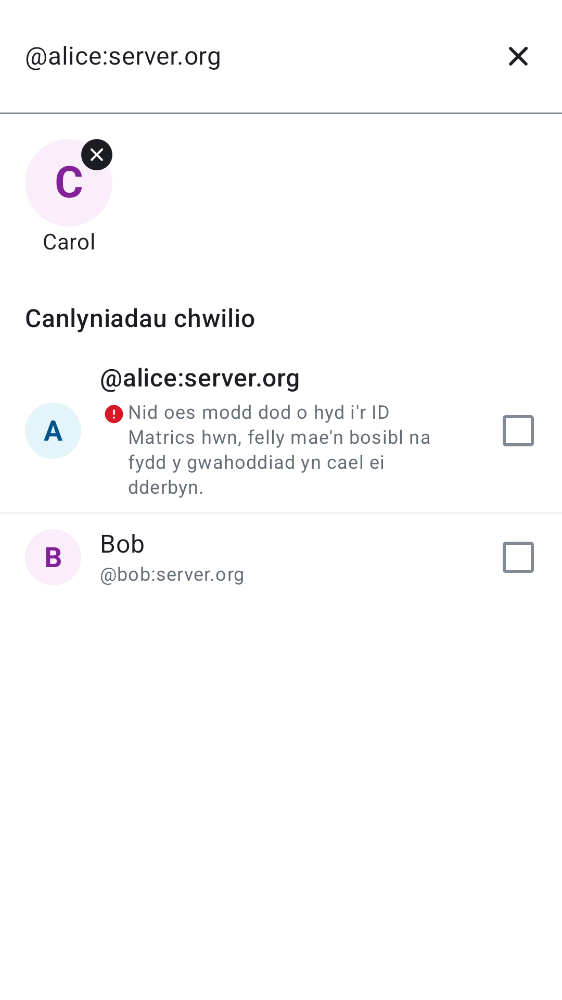 @alice:server.org
C
Carol
Canlyniadau chwilio
@alice:server.org
A
Nid oes modd dod o hyd i'r ID
Matrics hwn, felly mae'n bosibl na
fydd y gwahoddiad yn cael ei
dderbyn.
B
Bob
@bob:server.org